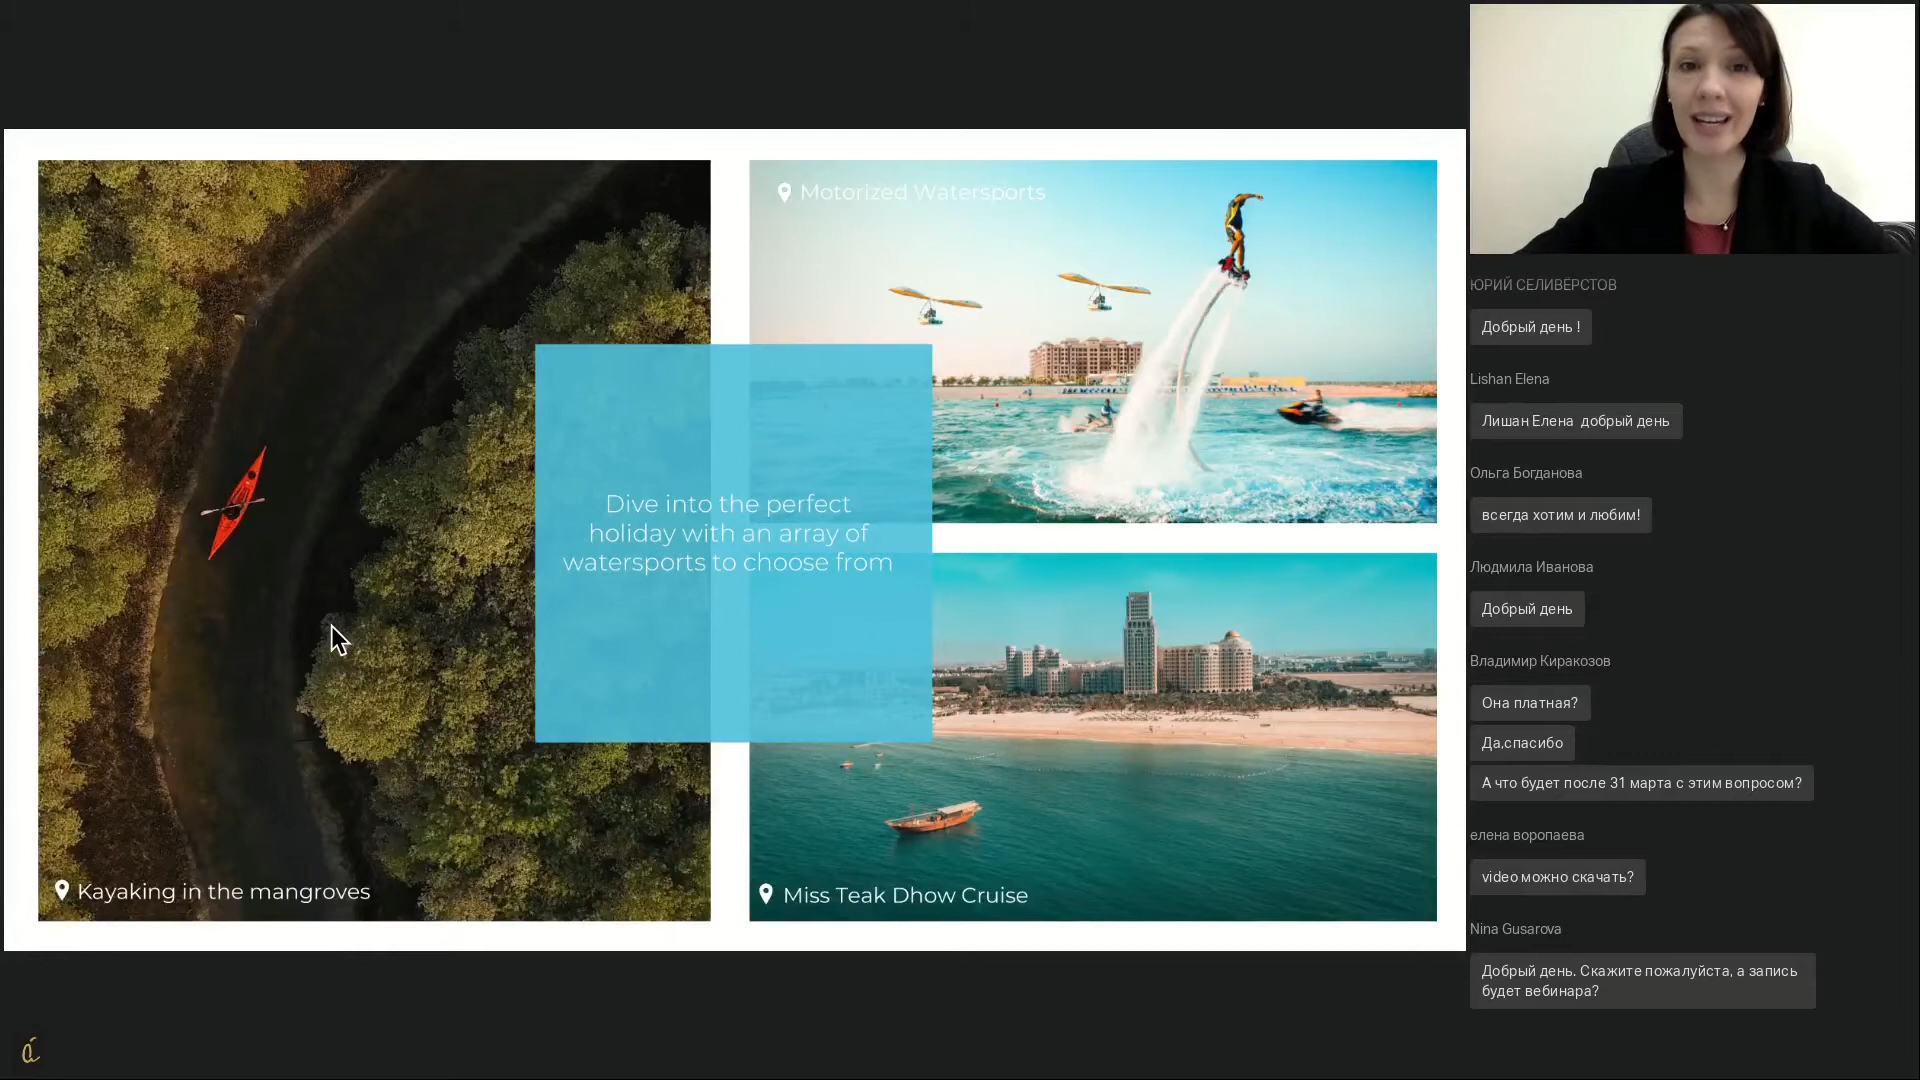 Motorized Watersports
Dive into the perfect
holiday with an array of
watersports to choose from
Kayaking in the mangroves
Miss Teak Dhow Cruise
ЮРИЙ СЕЛИВЕРСТОВ
Добрый день !
Lishan Elena
Лишан Елена добрый день
Ольга Богданова
всегда хотим и любим!
Людмила Иванова
Добрый день
Владимир Киракозов
Она платная?
Да,спасибо
А что будет после 31 марта с этим вопросом?
елена воропаева
video можно скачать?
Nina Gusarova
Добрый день. Скажите пожалуйста, а запись
будет вебинара?
á